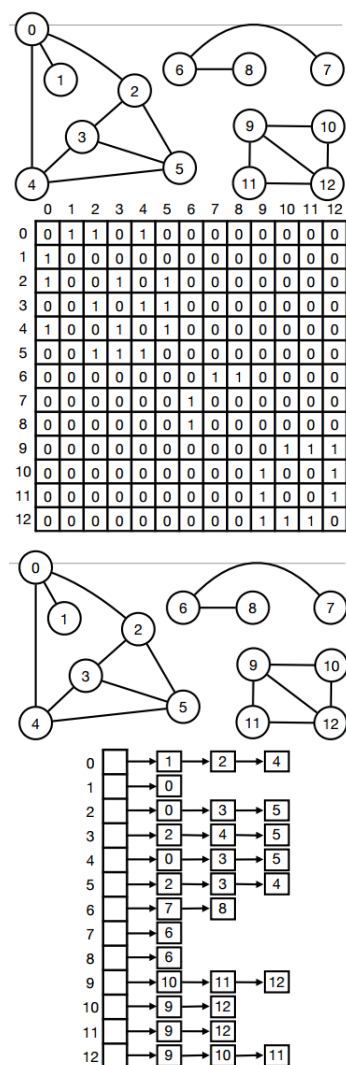 0
6 8 7
1 2
3
9 10
5
4
11 12
0 1 2 3 4 5 6 7 8 9 10 11 12
0 0 1 1 0 1 0 0 0 0 0 0 0 0
1 1 0 0 0 0 0 0 0 0 0 0 0 0
2 1 0 0 1 0 1 0 0 0 0 0 0 0
3 0 0 1 0 1 1 0 0 0 0 0 0 0
4 1 0 0 1 0 1 0 0 0 0 0 0 0
5 0 0 1 1 1 0 0 0 0 0 0 0 0
6 0 0 0 0 0 0 0 1 1 0 0 0 0
7 0 0 0 0 0 0 1 0 0 0 0 0 0
8 0 0 0 0 0 0 1 0 0 0 0 0 0
9 0 0 0 0 0 0 0 0 0 0 1 1 1
10 0 0 0 0 0 0 0 0 0 1 0 0 1
11 0 0 0 0 0 0 0 0 0 1 0 0 1
12 0 0 0 0 0 0 0 0 0 1 1 1 0
0
6 8 7
1 2
3
9 10
5
4
11 12
0 1 2 4
1 0
2 0 3 5
3 2 4 5
4 0 3 5
5 2 3 4
6 7 8
7 6
8 6
9 10 11 12
10 9 12
11 9 12
12 9 10 11